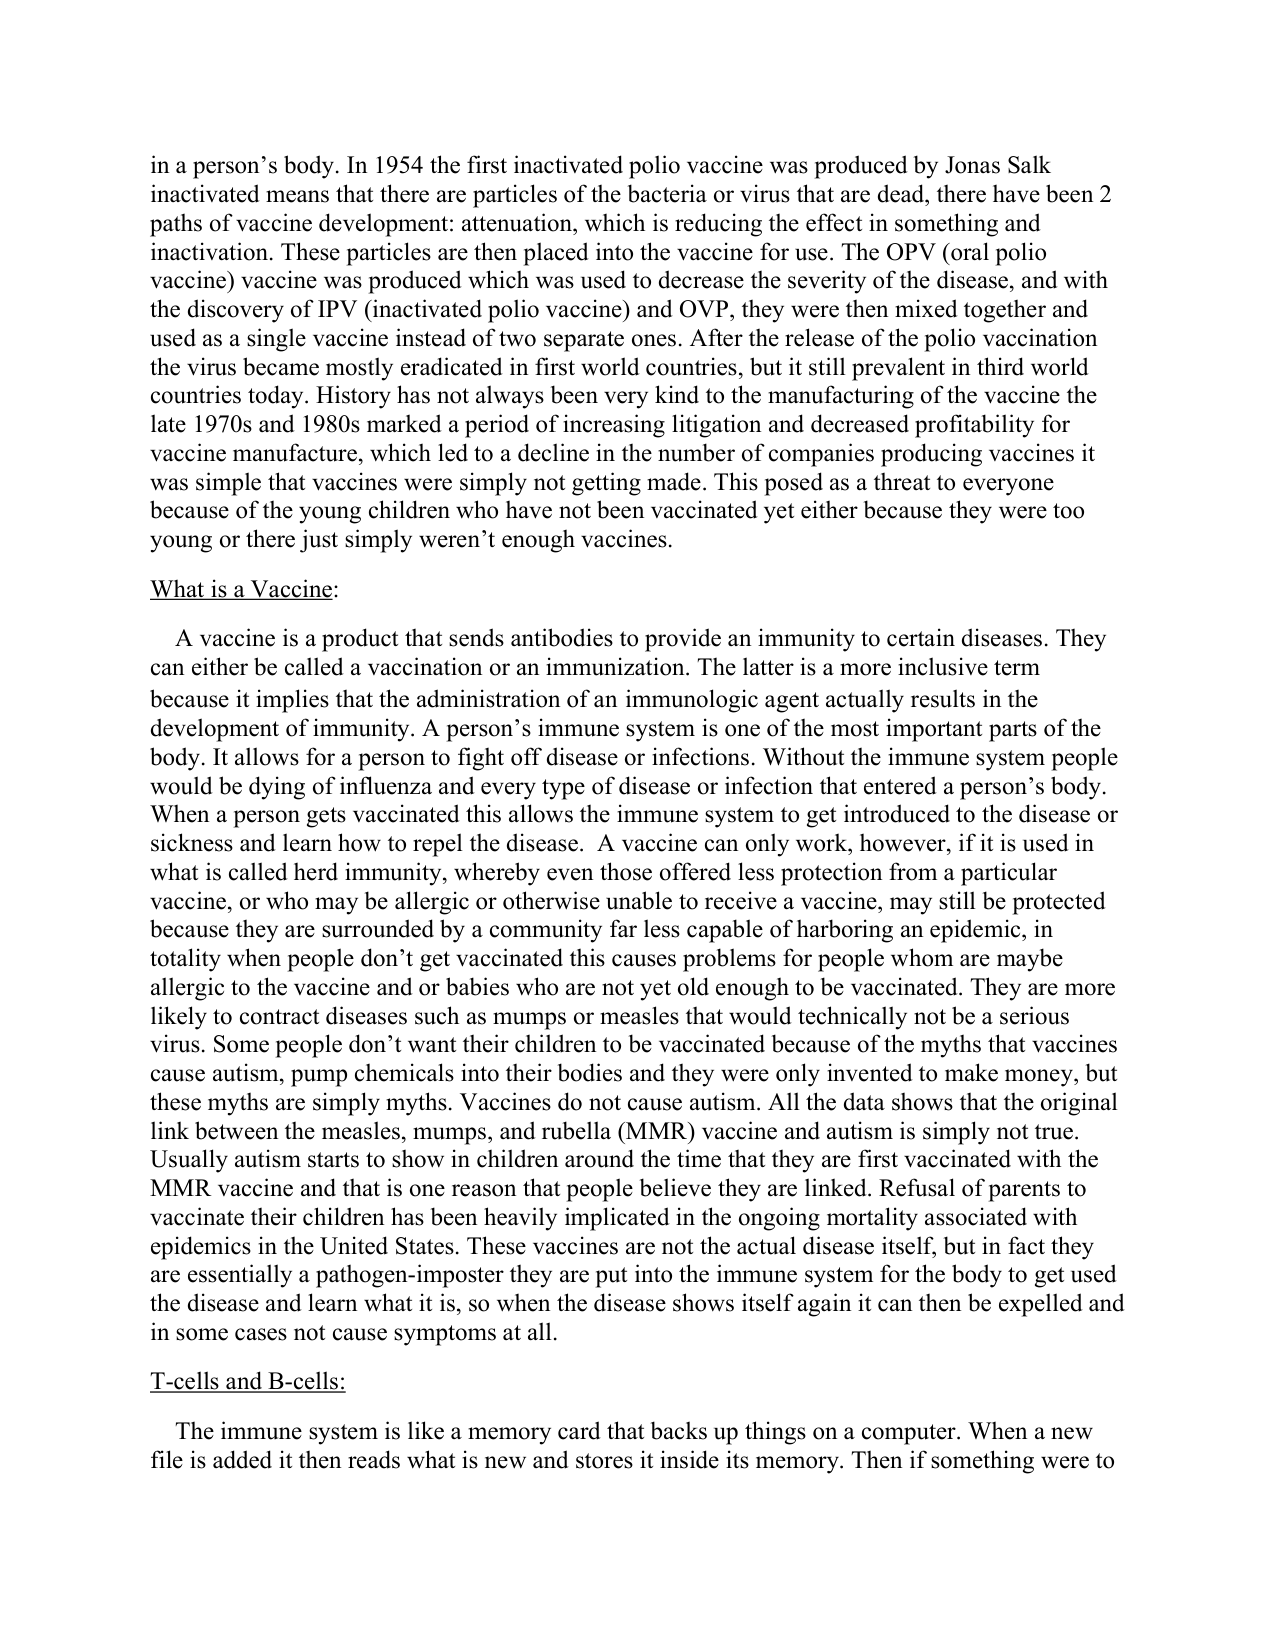 in a person’s body. In 1954 the first inactivated polio vaccine was produced by Jonas Salk
inactivated means that there are particles of the bacteria or virus that are dead, there have been 2
paths of vaccine development: attenuation, which is reducing the effect in something and
inactivation. These particles are then placed into the vaccine for use. The OPV (oral polio
vaccine) vaccine was produced which was used to decrease the severity of the disease, and with
the discovery of IPV (inactivated polio vaccine) and OVP, they were then mixed together and
used as a single vaccine instead of two separate ones. After the release of the polio vaccination
the virus became mostly eradicated in first world countries, but it still prevalent in third world
countries today. History has not always been very kind to the manufacturing of the vaccine the
late 1970s and 1980s marked a period of increasing litigation and decreased profitability for
vaccine manufacture, which led to a decline in the number of companies producing vaccines it
was simple that vaccines were simply not getting made. This posed as a threat to everyone
because of the young children who have not been vaccinated yet either because they were too
young or there just simply weren’t enough vaccines.
What is a Vaccine:
A vaccine is a product that sends antibodies to provide an immunity to certain diseases. They
can either be called a vaccination or an immunization. The latter is a more inclusive term
because it implies that the administration of an immunologic agent actually results in the
development of immunity. A person’s immune system is one of the most important parts of the
body. It allows for a person to fight off disease or infections. Without the immune system people
would be dying of influenza and every type of disease or infection that entered a person’s body.
When a person gets vaccinated this allows the immune system to get introduced to the disease or
sickness and learn how to repel the disease.  A vaccine can only work, however, if it is used in
what is called herd immunity, whereby even those offered less protection from a particular
vaccine, or who may be allergic or otherwise unable to receive a vaccine, may still be protected
because they are surrounded by a community far less capable of harboring an epidemic, in
totality when people don’t get vaccinated this causes problems for people whom are maybe
allergic to the vaccine and or babies who are not yet old enough to be vaccinated. They are more
likely to contract diseases such as mumps or measles that would technically not be a serious
virus. Some people don’t want their children to be vaccinated because of the myths that vaccines
cause autism, pump chemicals into their bodies and they were only invented to make money, but
these myths are simply myths. Vaccines do not cause autism. All the data shows that the original
link between the measles, mumps, and rubella (MMR) vaccine and autism is simply not true.
Usually autism starts to show in children around the time that they are first vaccinated with the
MMR vaccine and that is one reason that people believe they are linked. Refusal of parents to
vaccinate their children has been heavily implicated in the ongoing mortality associated with
epidemics in the United States. These vaccines are not the actual disease itself, but in fact they
are essentially a pathogen-imposter they are put into the immune system for the body to get used
the disease and learn what it is, so when the disease shows itself again it can then be expelled and
in some cases not cause symptoms at all.
T-cells and B-cells:
The immune system is like a memory card that backs up things on a computer. When a new
file is added it then reads what is new and stores it inside its memory. Then if something were to